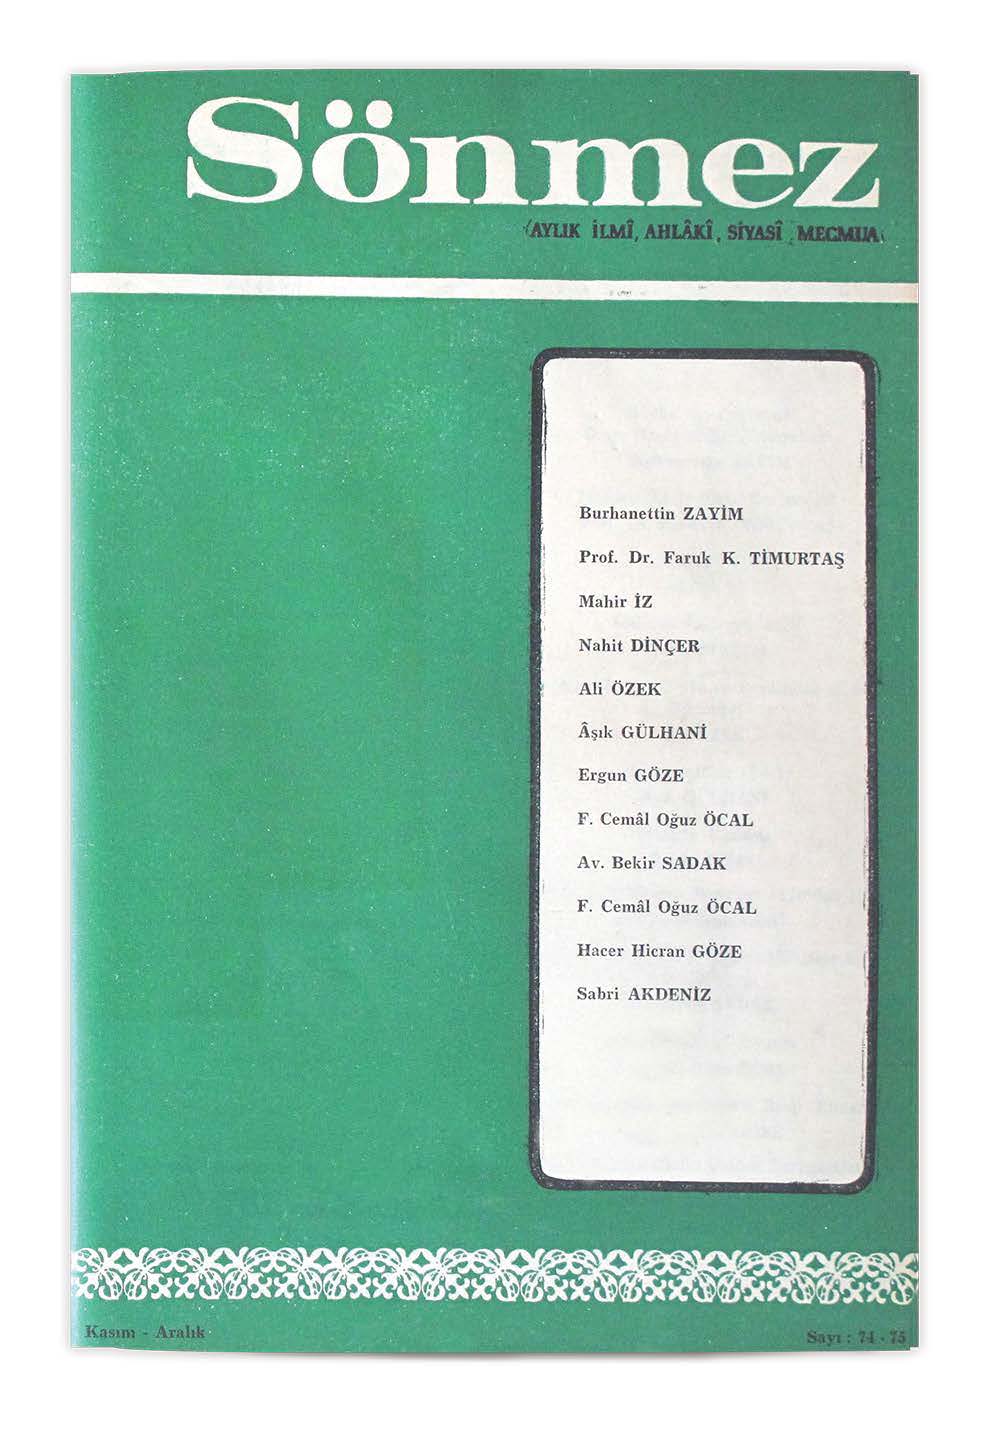 Sönmez
(AYLIK İLMÎ, AHLÂKÎ, SİYASÎ MECMUA)
Burhanettin ZAYİM
Prof. Dr. Faruk K. TİMURTAŞ
Mahir İZ
Nahit DİNÇER
Ali ÖZEK
Âşık GÜLHANİ
Ergun GÖZE
F. Cemâl Oğuz ÖCAL
Av. Bekir SADAK
F. Cemâl Oğuz ÖCAL
Hacer Hicran GÖZE
Sabri AKDENİZ
Kasım - Aralık
Sayı : 74 - 75